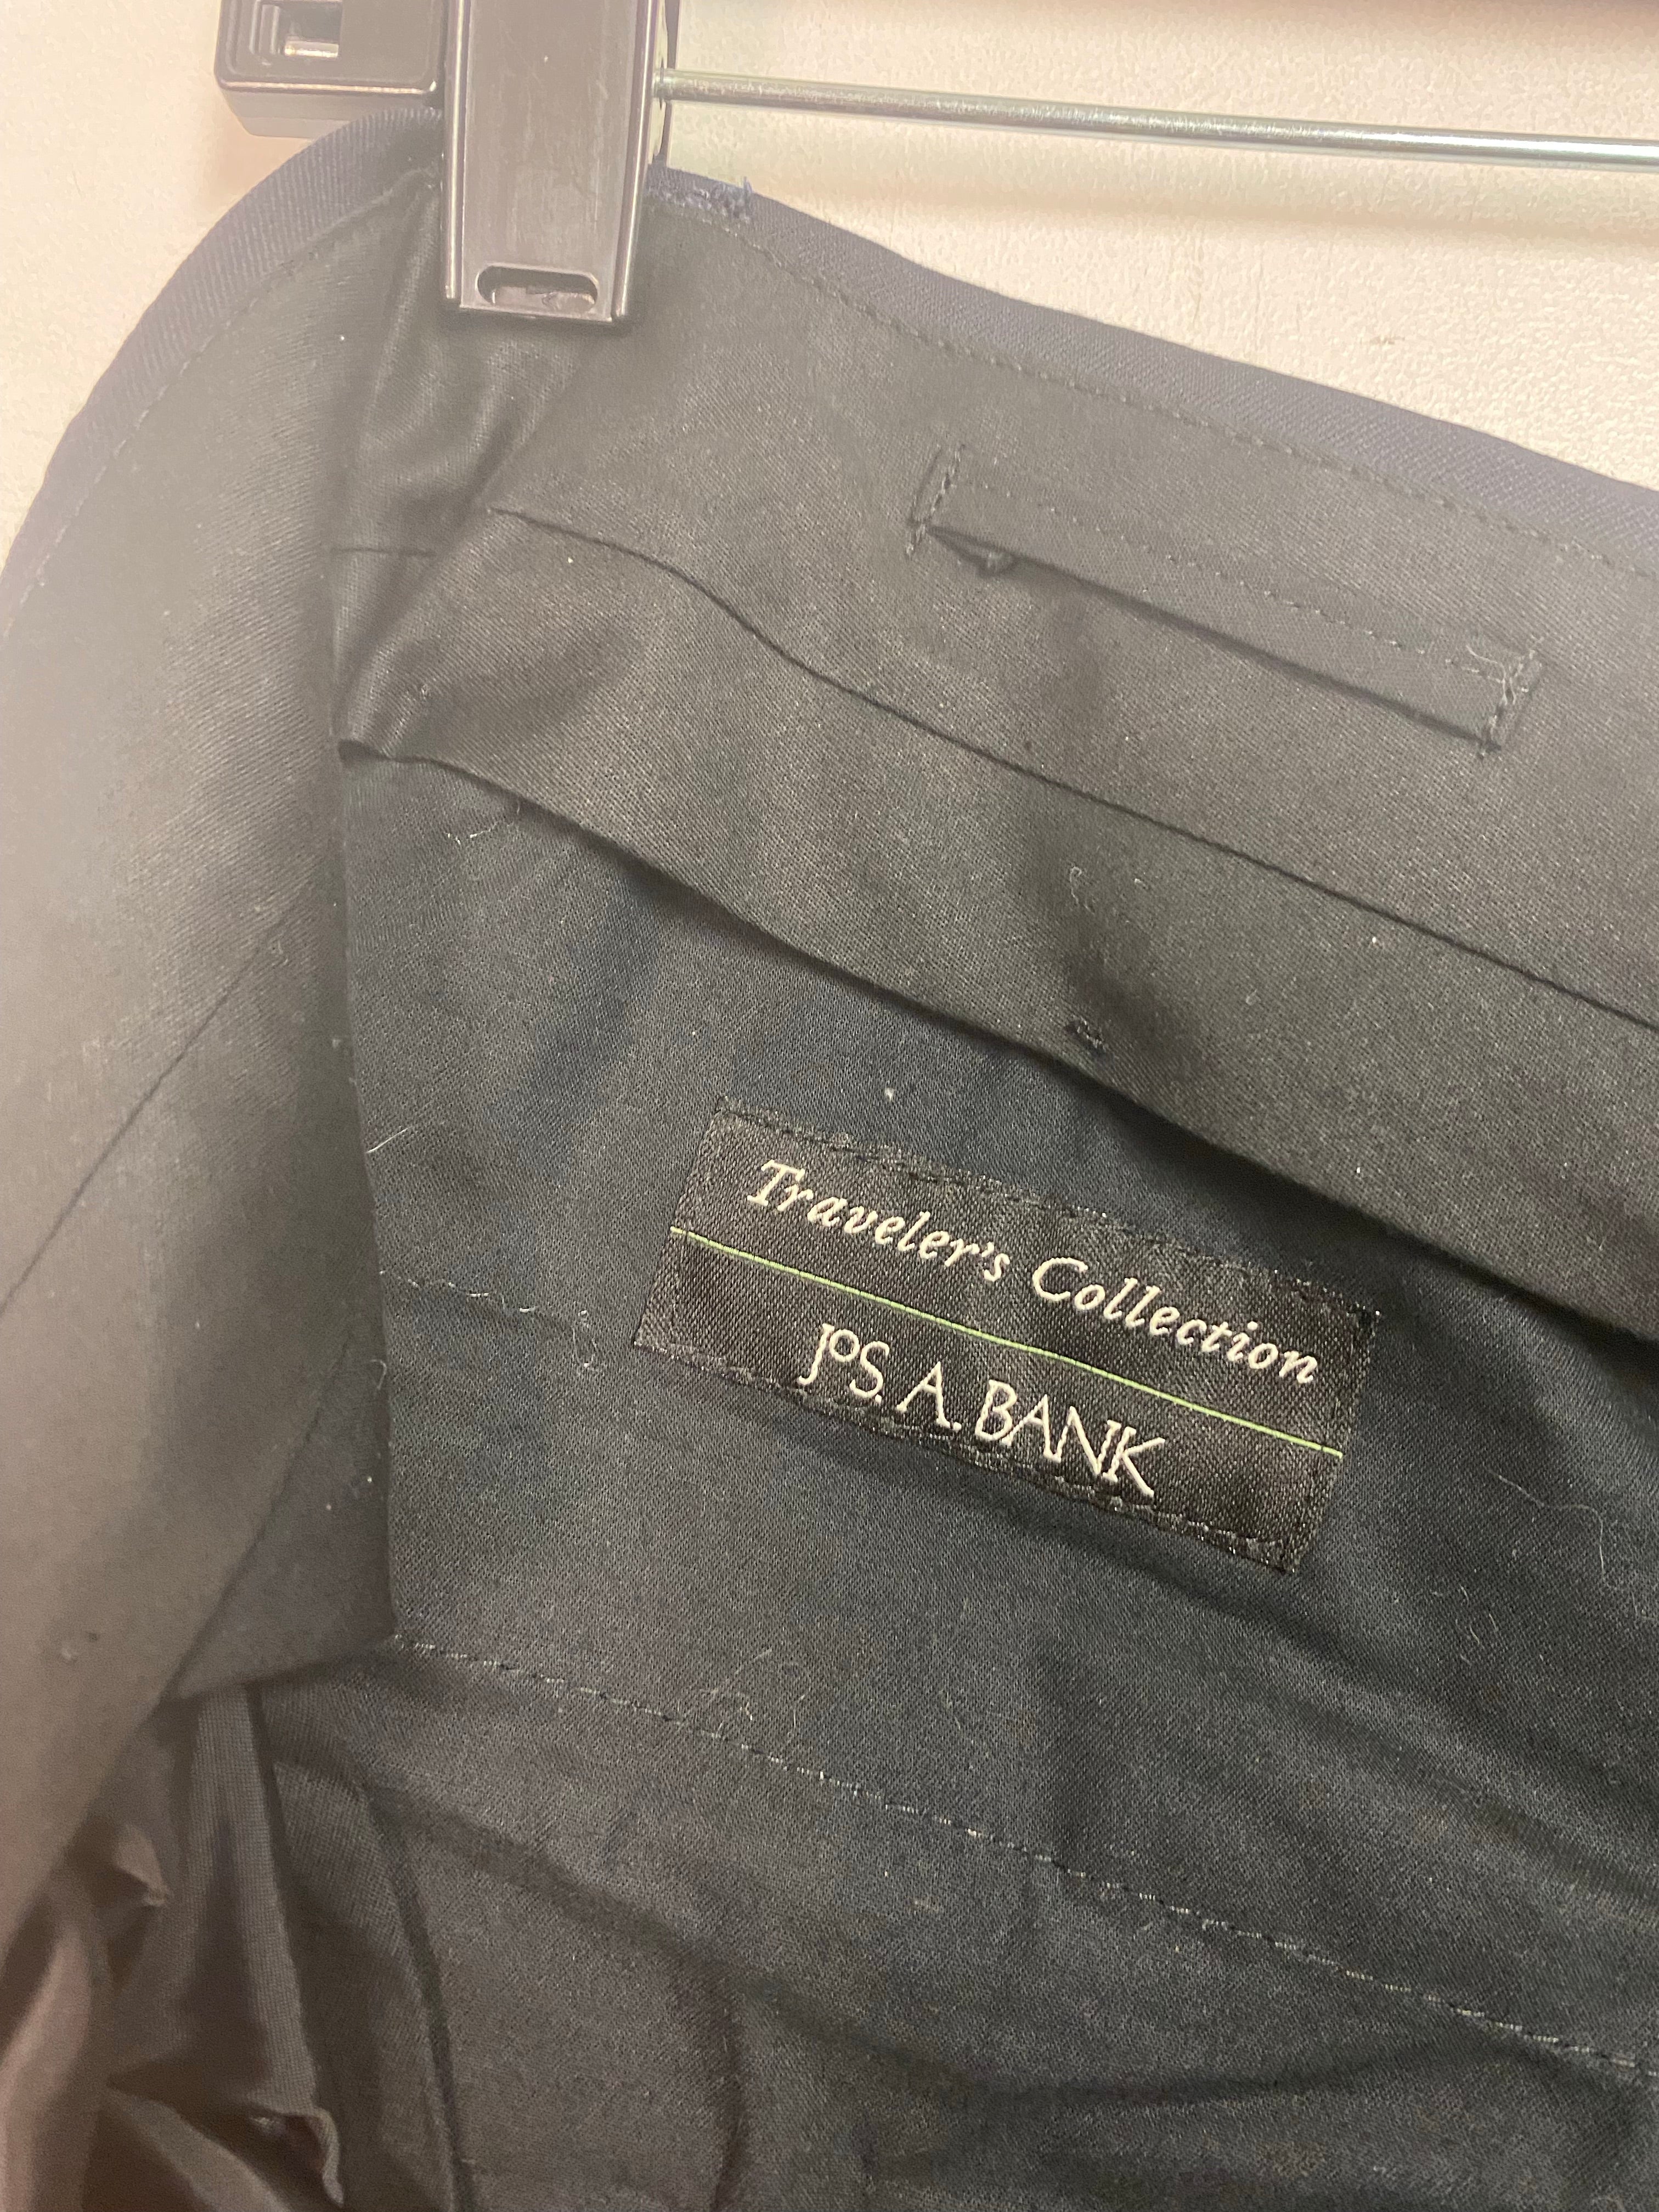 Traveler's Collection
JoS. A. BANK